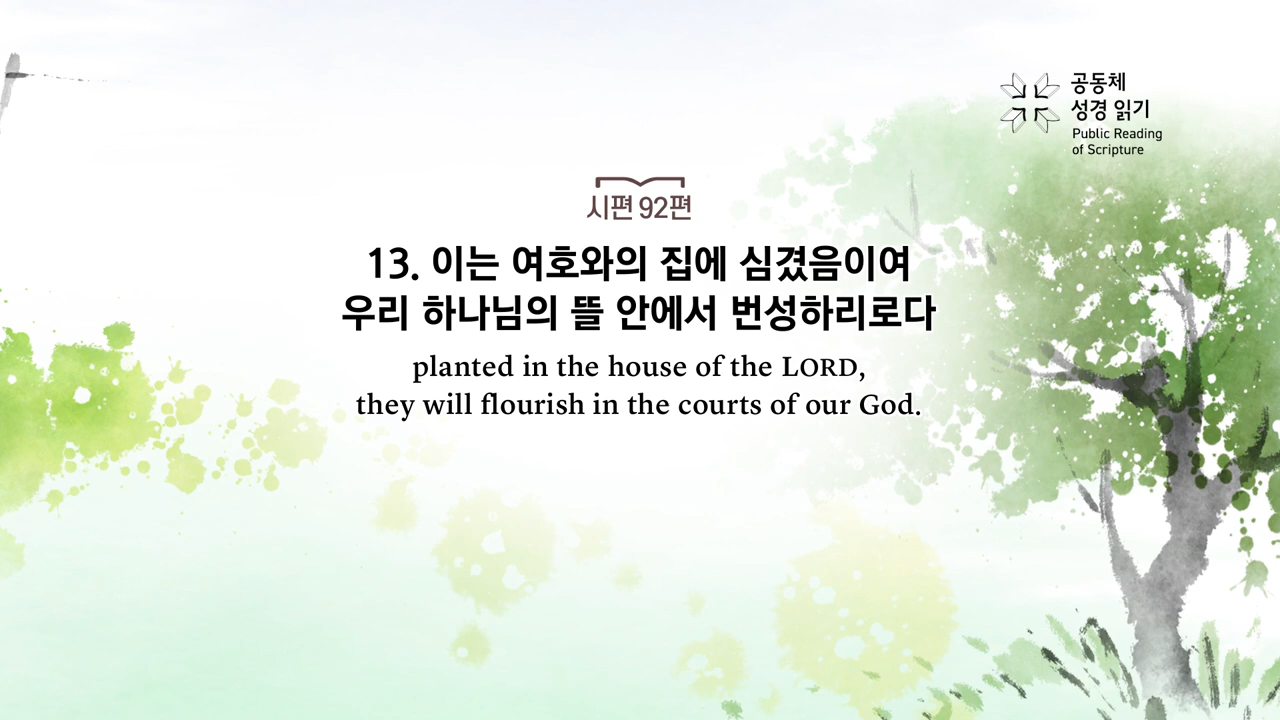 공동체
성경 읽기
Public Reading
of Scripture
시편 92편
13. 이는 여호와의 집에 심겼음이여
우리 하나님의 뜰 안에서 번성하리로다
planted in the house of the LORD,
they will flourish in the courts of our God.